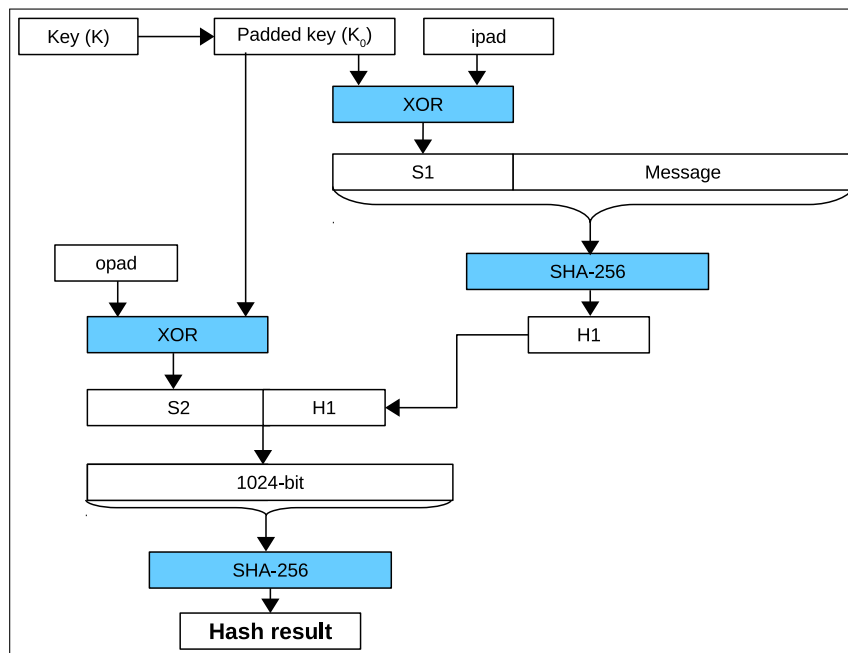 Key (K)
Padded key (K0)
ipad
XOR
S1
Message
opad
SHA-256
XOR
H1
S2
H1
1024-bit
SHA-256
Hash result